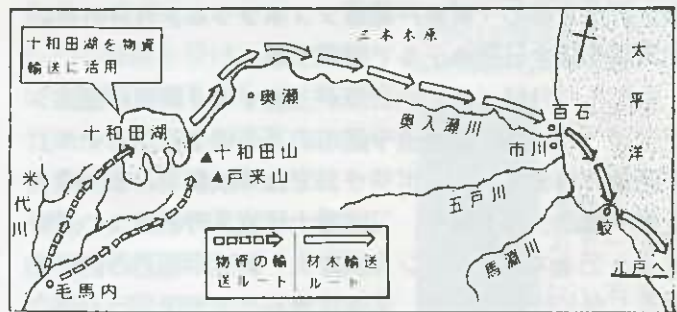 十和田湖を物資
輸送に活用
三本木原
太平洋
奥瀬
百石
十和田湖
奥入瀬川
市川
十和田山
戸来山
米代川
五戸川
鮫
物資の輸
送ルート
材木輸送
ルート
馬淵川
江戸へ
毛馬内